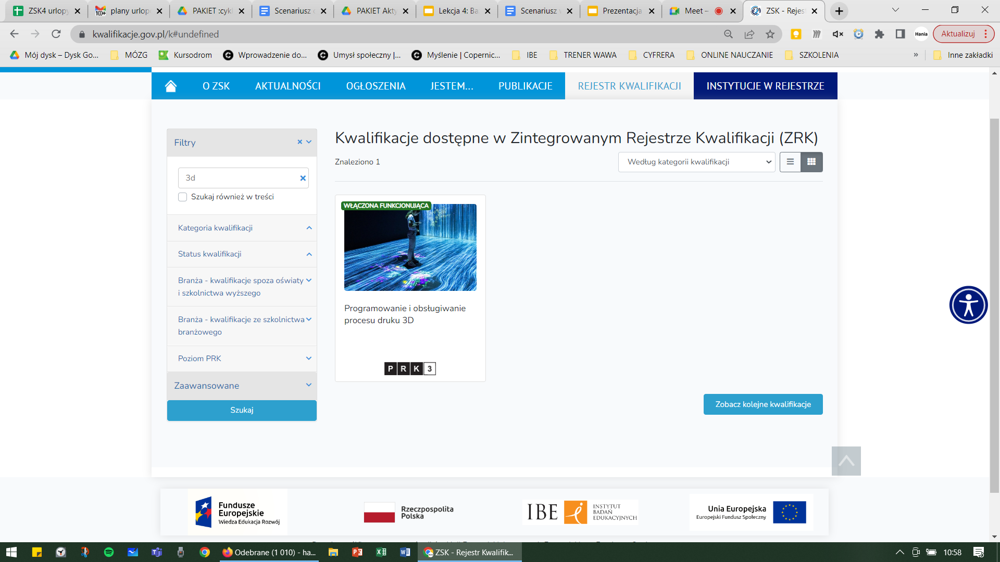 ZSK4 urlopy
plany urlop
PAKIET :cykl
Scenariusz
PAKIET Akty
Lekcja 4: Ba
Scenariusz
Prezentacja
Meet –
ZSK - Rejest
kwalifikacje.gov.pl/k#undefined
Hania
Aktualizuj
Mój dysk – Dysk Go...
MÓZG
Kursodrom
Wprowadzenie do...
Umysł społeczny |...
Myślenie | Copernic...
IBE
TRENER WAWA
CYFRERA
ONLINE NAUCZANIE
SZKOLENIA
»
Inne zakładki
O ZSK
AKTUALNOŚCI
OGŁOSZENIA
JESTEM...
PUBLIKACJE
REJESTR KWALIFIKACJI
INSTYTUCJE W REJESTRZE
Filtry
3d
Szukaj również w treści
Kategoria kwalifikacji
Status kwalifikacji
Branża - kwalifikacje spoza oświaty
i szkolnictwa wyższego
Branża - kwalifikacje ze szkolnictwa
branżowego
Poziom PRK
Zaawansowane
Szukaj
Kwalifikacje dostępne w Zintegrowanym Rejestrze Kwalifikacji (ZRK)
Znaleziono 1
Według kategorii kwalifikacji
WŁĄCZONA FUNKCJONUJĄCA
Programowanie i obsługiwanie
procesu druku 3D
PRK3
Zobacz kolejne kwalifikacje
Fundusze
Europejskie
Wiedza Edukacja Rozwój
Rzeczpospolita
Polska
IBE
INSTYTUT
BADAŃ
EDUKACYJNYCH
Unia Europejska
Europejski Fundusz Społeczny
Odebrane (1 010) - ha...
ZSK - Rejestr Kwalifik...
10:58